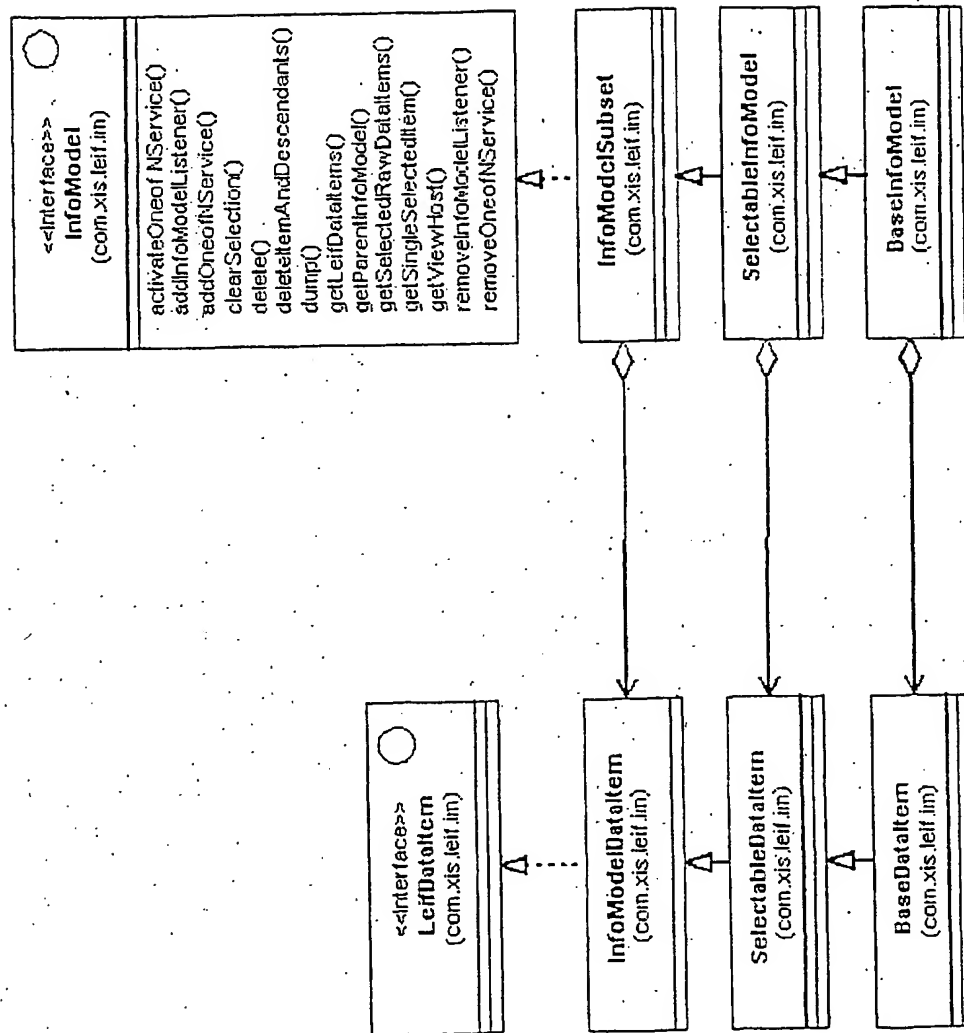 <<Interface>>
InfoModel
(com.xis.leif.im)
activateOneofNService()
addInfoModelListener()
addOneofNService()
clearSelection()
delete()
deleteItemAndDescendants()
dump()
getLeifDataItems()
getParentInfoModel()
getSelectedRawDataItems()
getSingleSelectedItem()
getViewHost()
removeInfoModelListener()
removeOneofNService()
<<Interface>>
LeifDataItem
(com.xis.leif.im)
InfoModelDataItem
(com.xis.leif.im)
InfoModelSubset
(com.xis.leif.im)
SelectableDataItem
(com.xis.leif.im)
SelectableInfoModel
(com.xis.leif.im)
BaseDataItem
(com.xis.leif.im)
BaseInfoModel
(com.xis.leif.im)